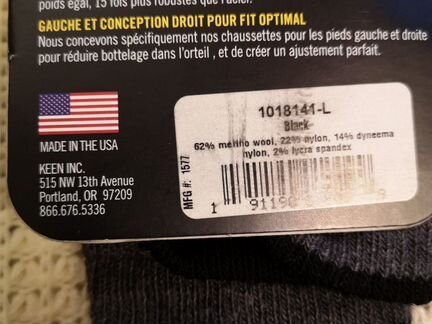 poids égal, 15 fois plus robustes que l'acier.
GAUCHE ET CONCEPTION DROIT POUR FIT OPTIMAL
Nous concevons spécifiquement nos chaussettes pour les pieds gauche et droite
pour réduire bottelage dans l'orteil , et de créer un ajustement parfait.
MADE IN THE USA
KEEN INC.
515 NW 13th Avenue
Portland, OR 97209
866.676.5336
1018141-L
Black
62% merino wool, 22% nylon, 14% dyneema
nylon, 2% lycra spandex
MFG #: 1577
1 91190